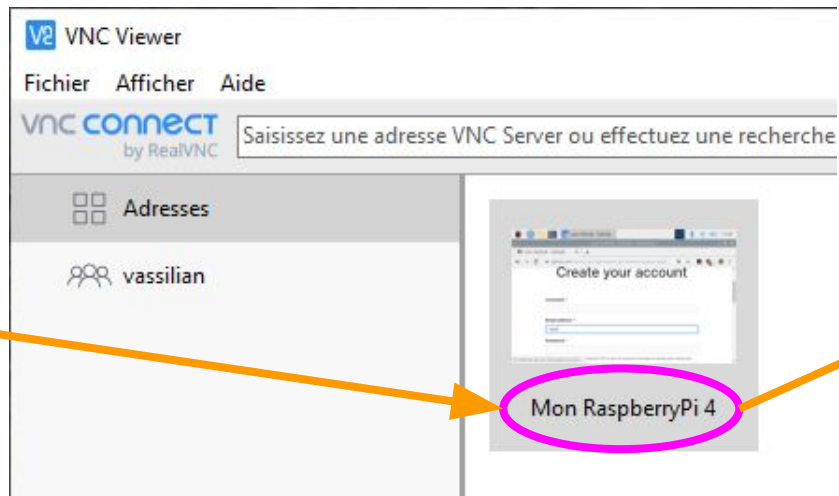 VNC Viewer
Fichier Afficher Aide
VNC CONNECT
by RealVNC
Saisissez une adresse VNC Server ou effectuez une recherche
Adresses
vassilian
Create your account
Mon RaspberryPi 4